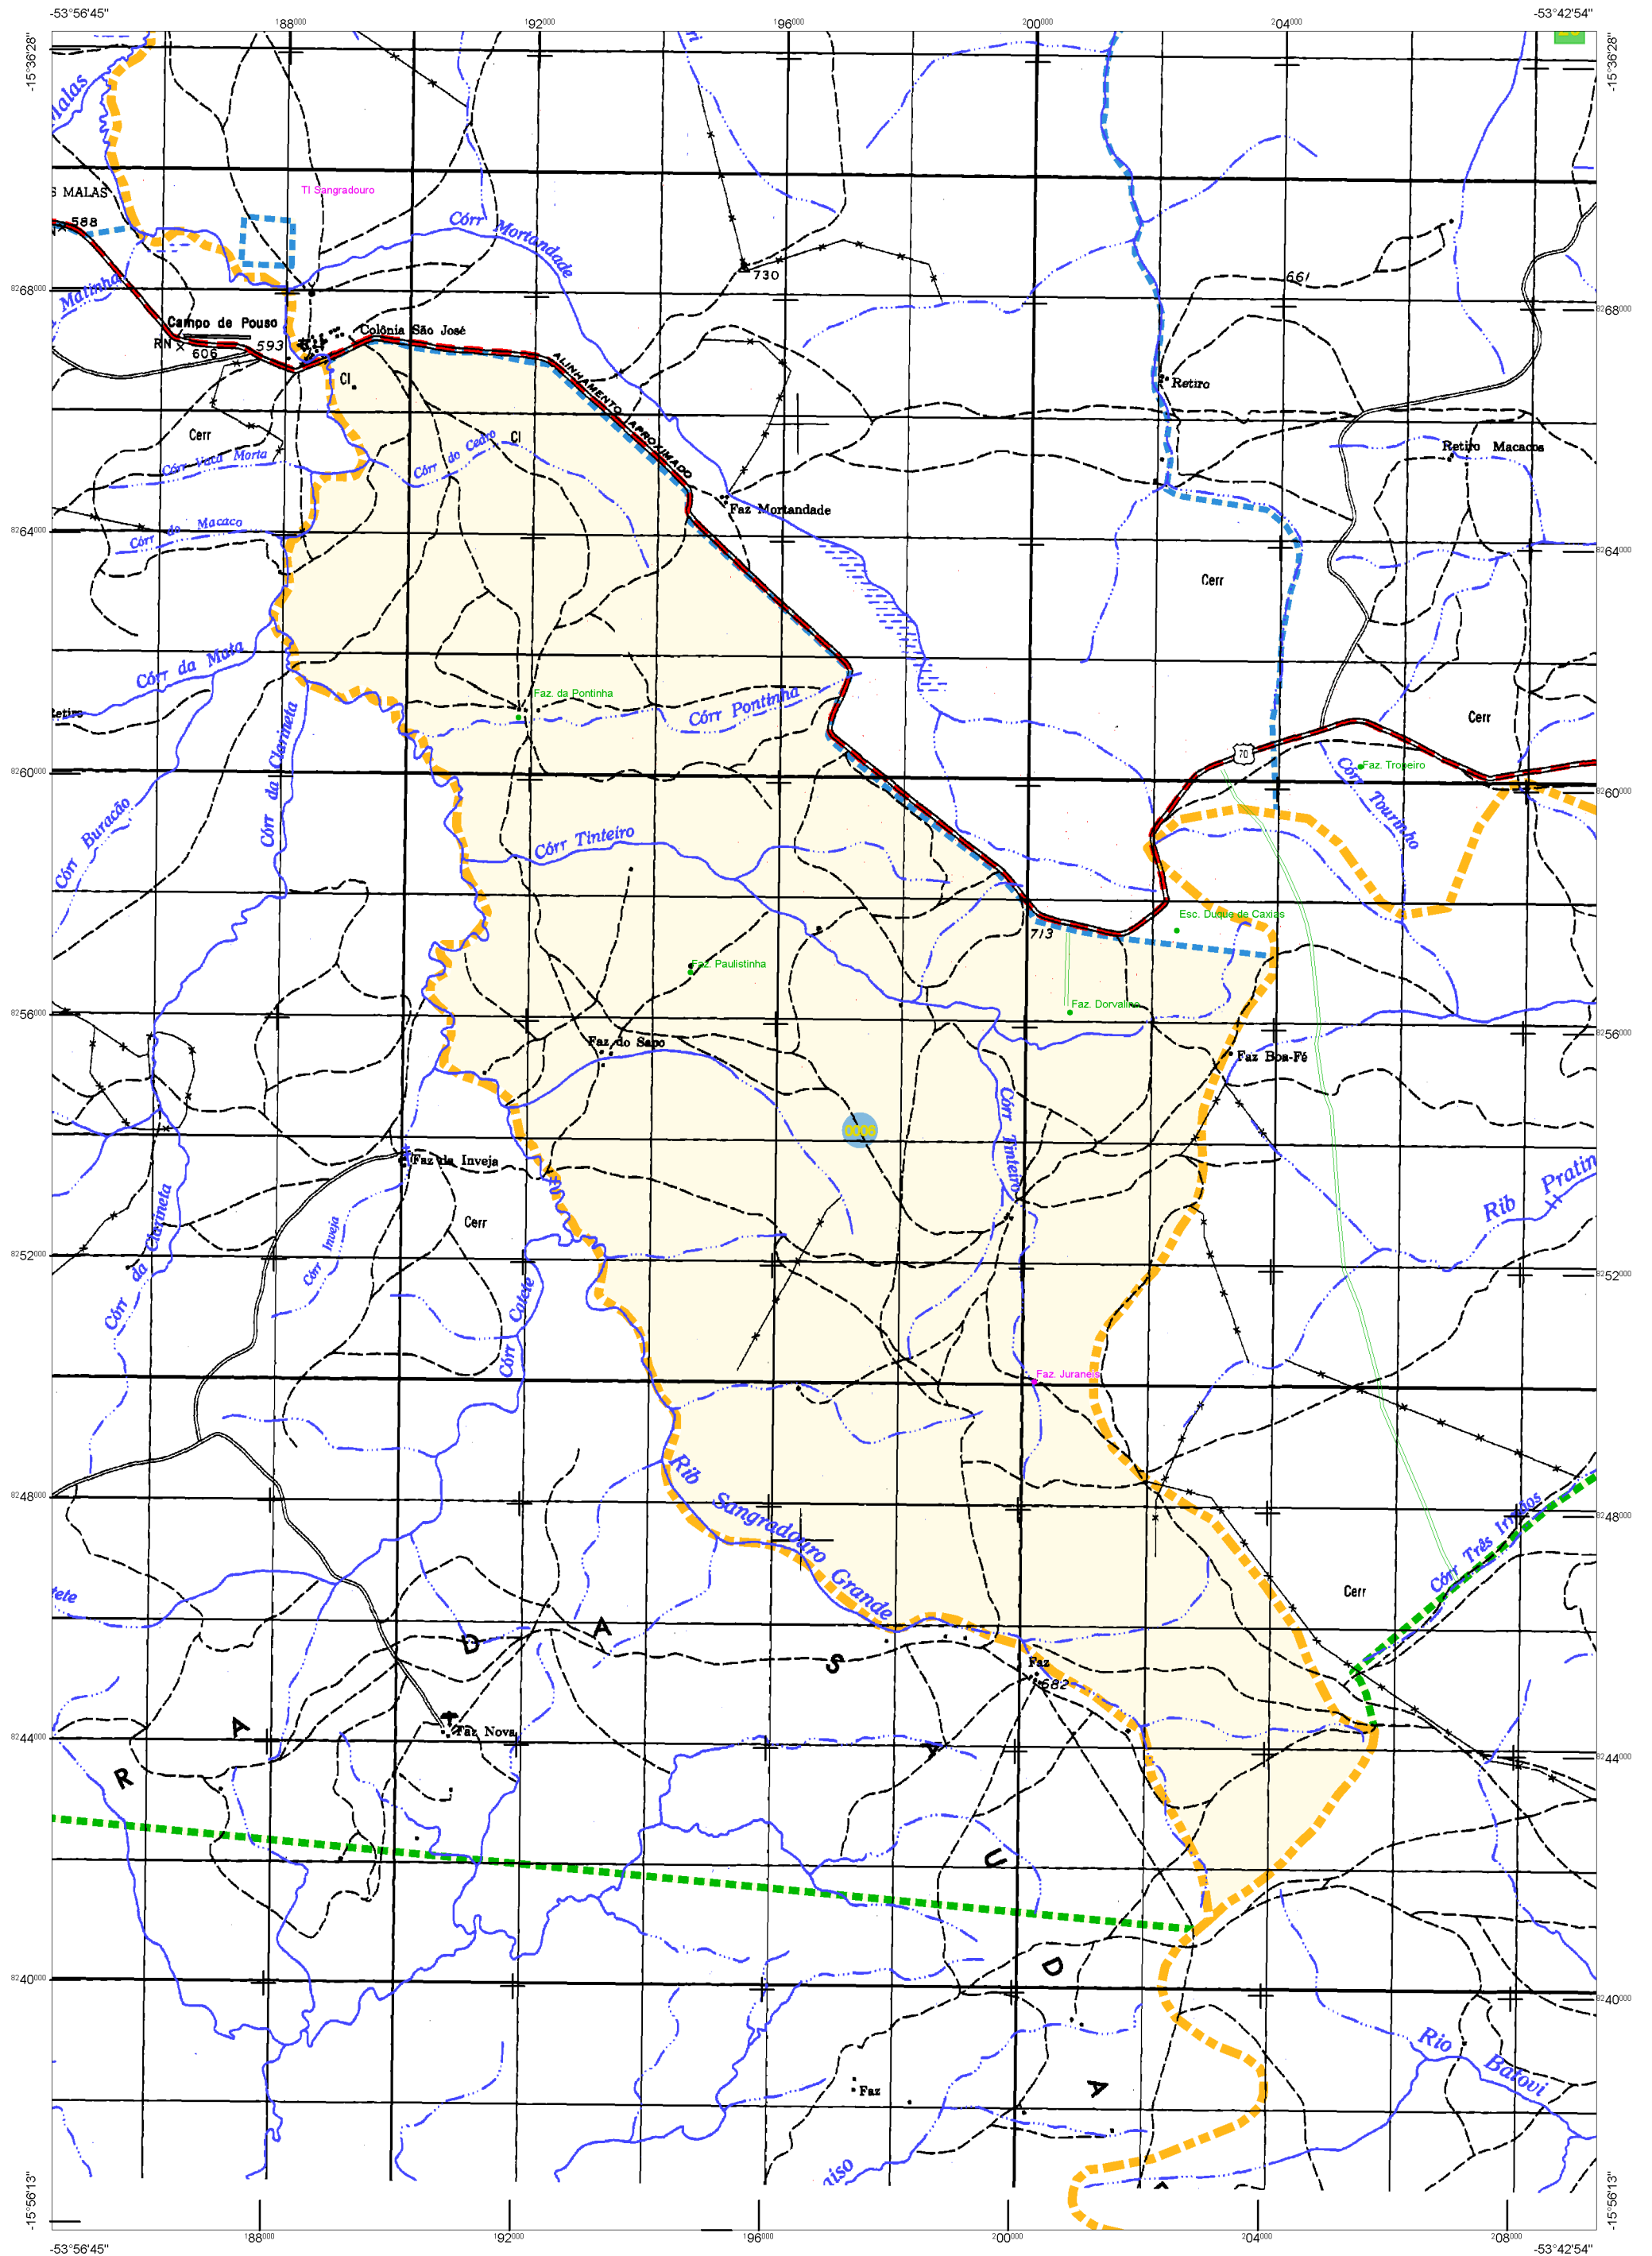 -53°56'45"
-53°42'54"
188000
192000
196000
200000
204000
-15°36'28"
-15°36'28"
Malas
S MALAS
588
TI Sangradouro
Córr Mortandade
730
661
8268000
8268000
Matinha
Campo de Pouso
RN
606
593
Colônia São José
Cl
ALINHAMENTO APROXIMADO
Retiro
Cerr
Cl
Córr do Cedro
Córr Vaca Morta
Retiro Macacos
Faz Mortandade
Córr do Macaco
8264000
8264000
Cerr
Córr da Mata
Retiro
Faz. da Pontinha
Córr Pontinha
Cerr
Córr da Clarineta
70
Faz. Tropeiro
8260000
8260000
Córr Tourinho
Córr Buracão
Córr Tinteiro
713
Esc. Duque de Caxias
Faz. Paulistinha
Faz. Dorvalino
8256000
8256000
Faz do Sapo
Faz Boa-Fé
0006
Córr Tinteiro
Faz da Inveja
Rib Pratin
Córr da Clarineta
Córr Inveja
Cerr
8252000
8252000
Córr Catete
Faz. Juraneis
Rib Sangradouro Grande
8248000
8248000
Córr Três Irmãos
Cerr
tete
D A S
Faz
682
R A
Faz Nova
A
8244000
8244000
U
D
8240000
8240000
Rio Batovi
Faz
A
aiso
-15°56'13"
-15°56'13"
188000
192000
196000
200000
204000
208000
-53°56'45"
-53°42'54"